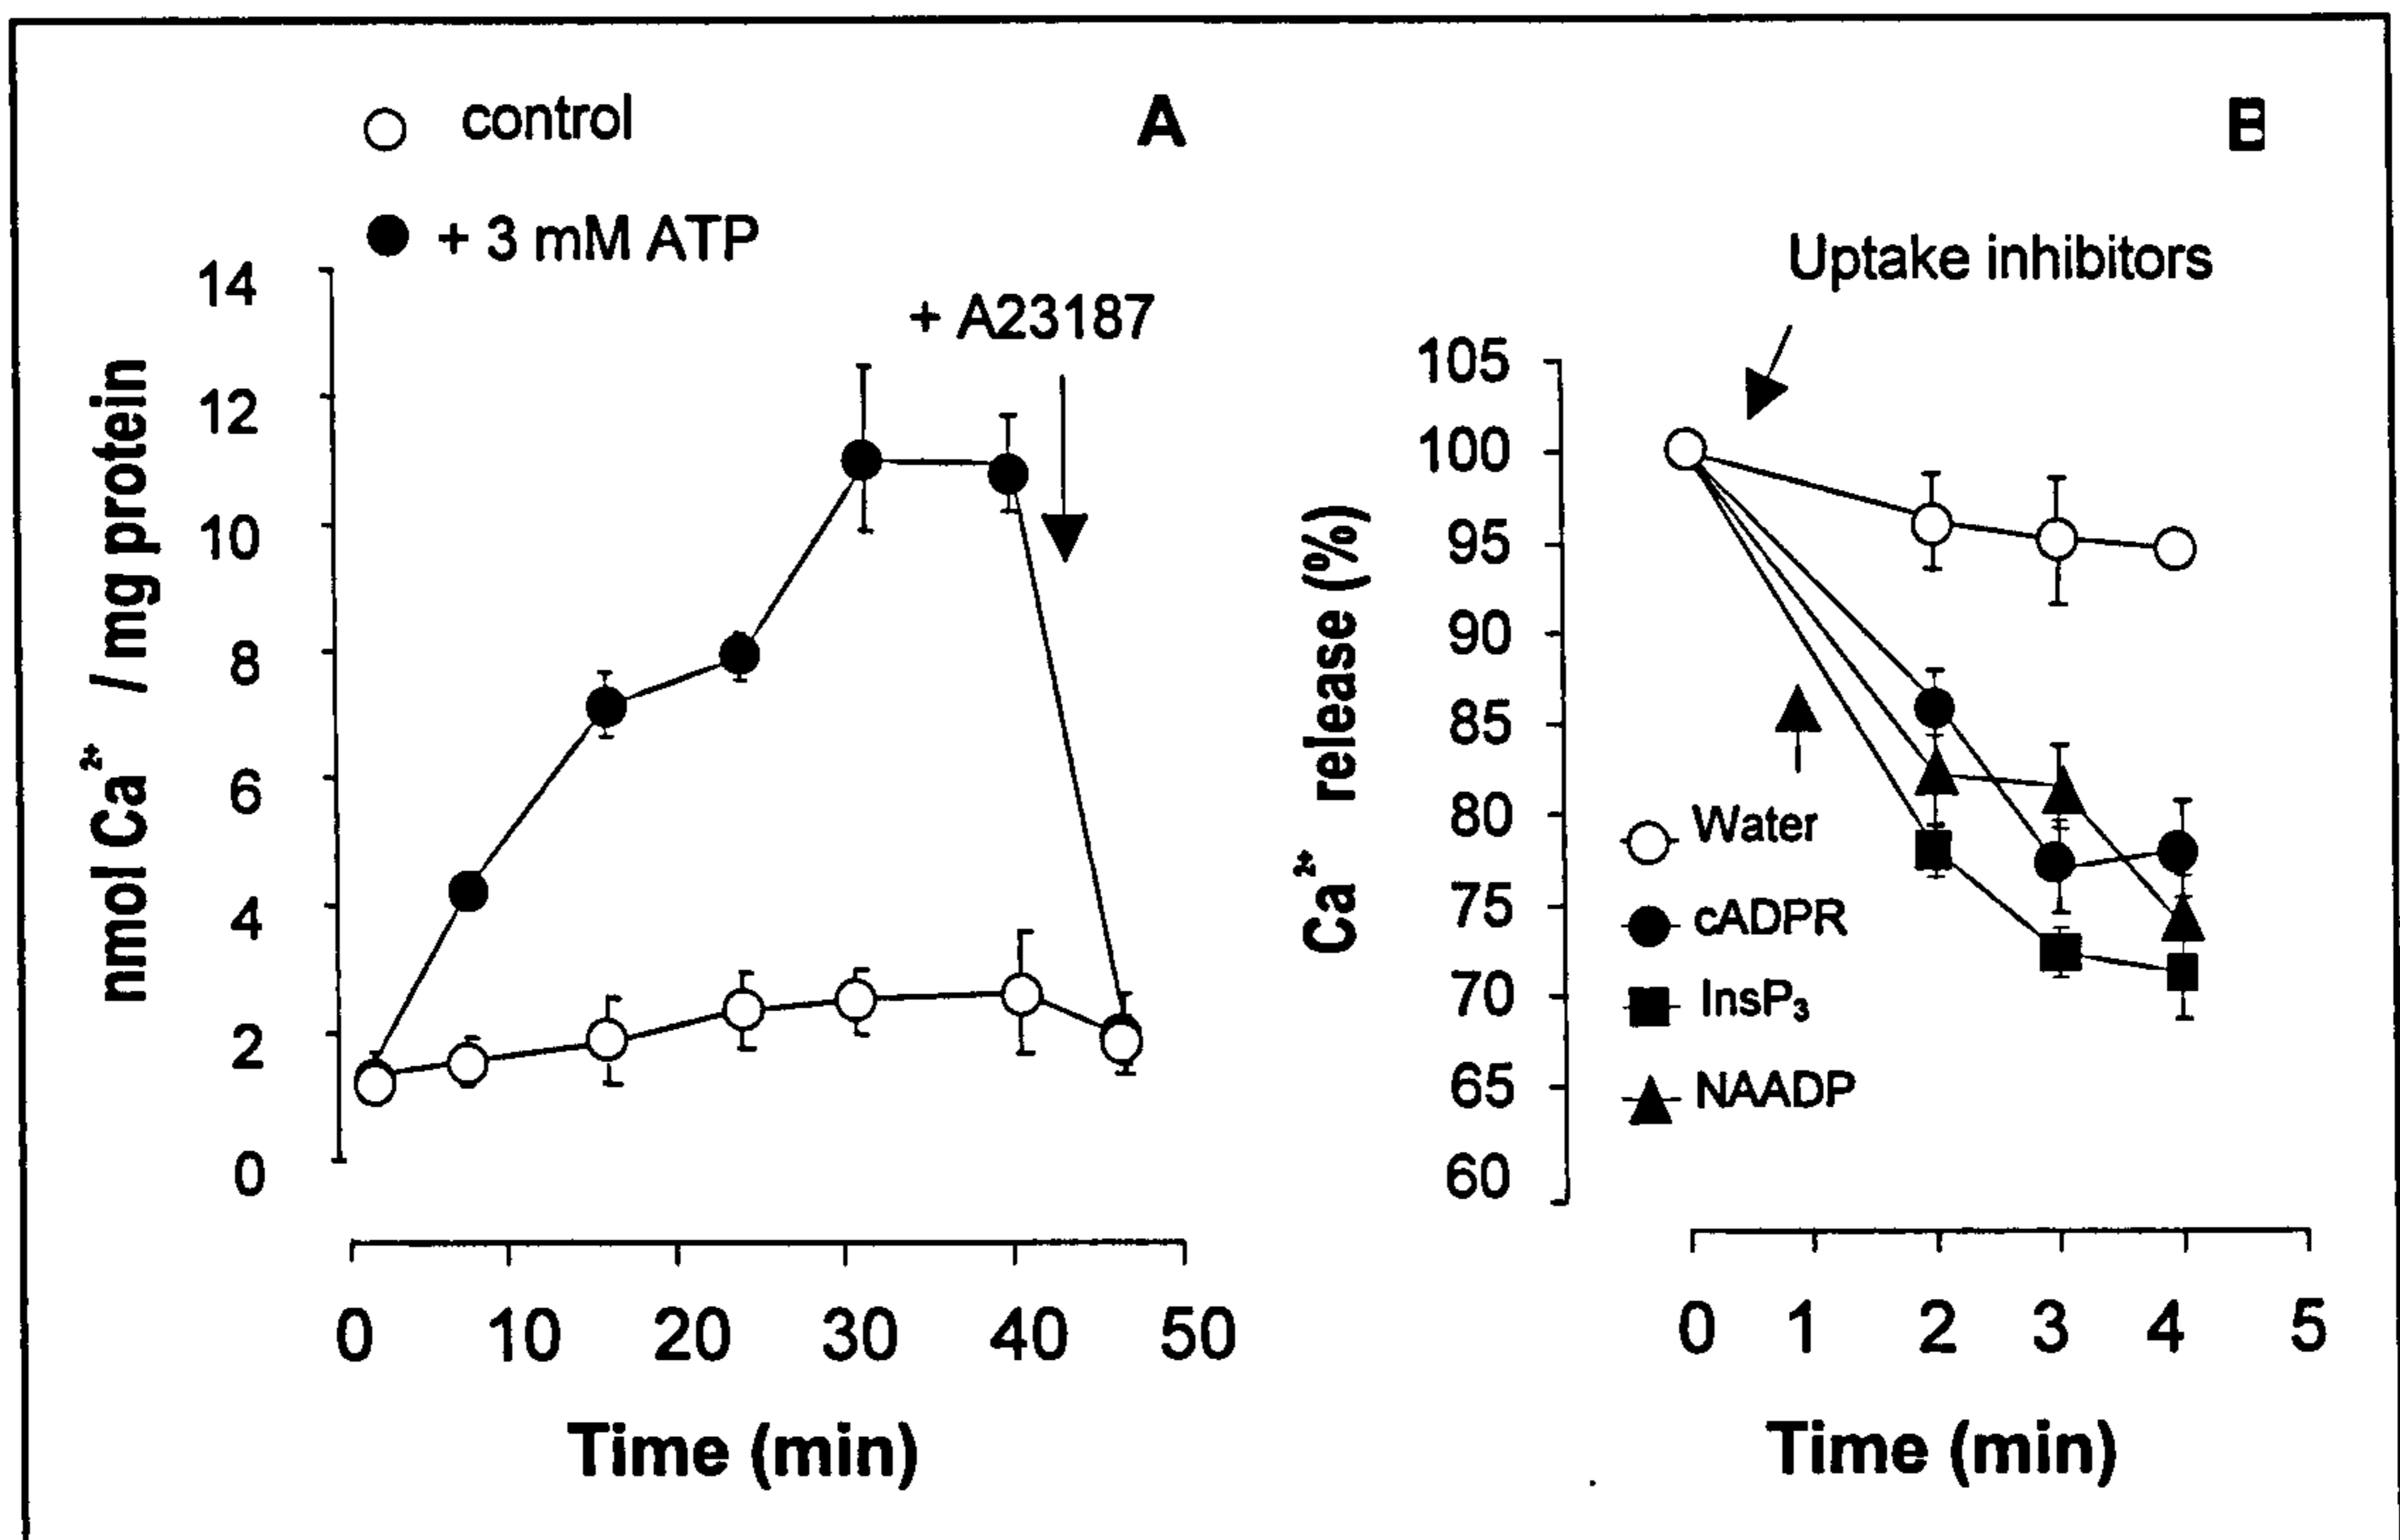 control
+ 3 mM ATP
A
+ A23187
nmol Ca²⁺ / mg protein
14
12
10
8
6
4
2
0
0 10 20 30 40 50
Time (min)
B
Uptake inhibitors
Ca²⁺ release (%)
105
100
95
90
85
80
75
70
65
60
Water
cADPR
InsP₃
NAADP
0 1 2 3 4 5
Time (min)